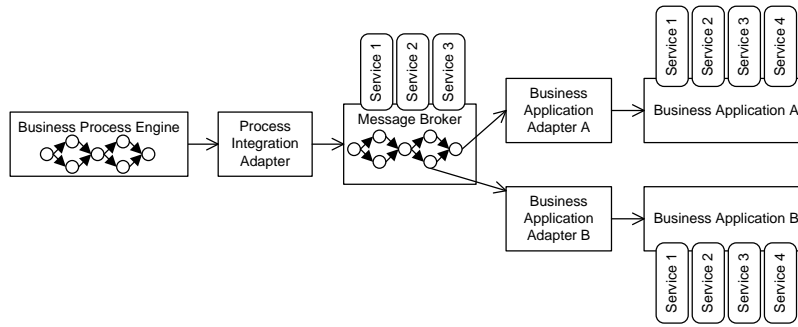 Service 1
Service 2
Service 3
Service 1
Service 2
Service 3
Service 4
Business Process Engine
Process
Integration
Adapter
Message Broker
Business
Application
Adapter A
Business Application A
Business
Application
Adapter B
Business Application B
Service 1
Service 2
Service 3
Service 4